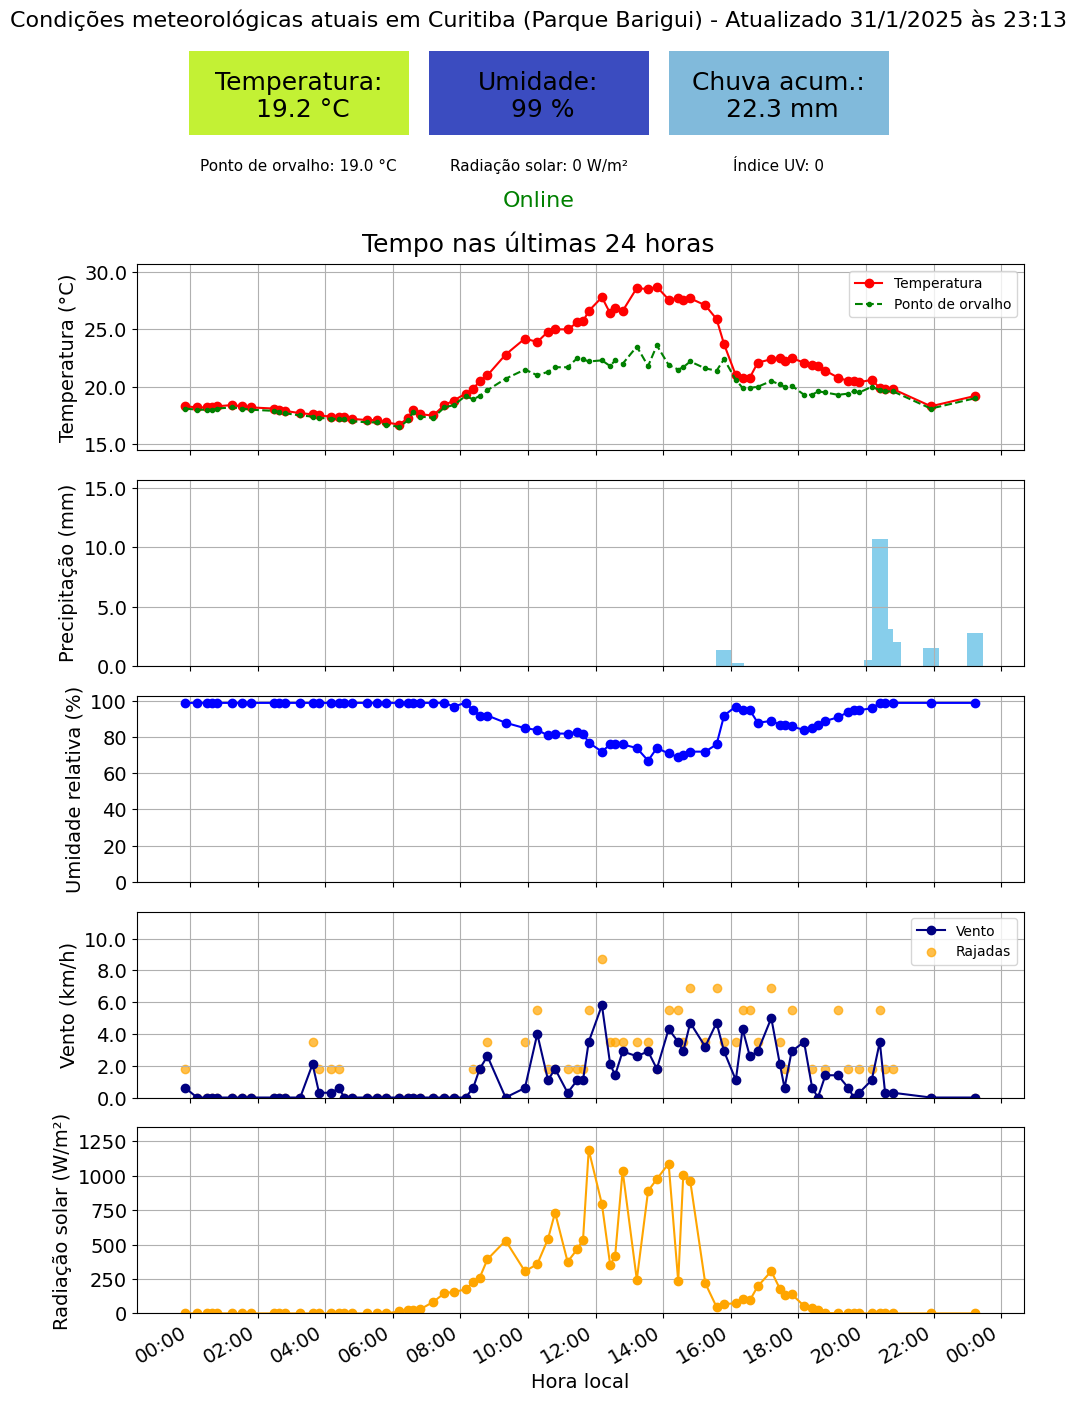 Condições meteorológicas atuais em Curitiba (Parque Barigui) - Atualizado 31/1/2025 às 23:13
Temperatura:
19.2 °C
Umidade:
99 %
Chuva acum.:
22.3 mm
Ponto de orvalho: 19.0 °C
Radiação solar: 0 W/m²
Índice UV: 0
Online
Tempo nas últimas 24 horas
Temperatura (°C)
30.0
25.0
20.0
15.0
Temperatura
Ponto de orvalho
Precipitação (mm)
15.0
10.0
5.0
0.0
Umidade relativa (%)
100
80
60
40
20
0
Vento (km/h)
10.0
8.0
6.0
4.0
2.0
0.0
Vento
Rajadas
Radiação solar (W/m²)
1250
1000
750
500
250
0
00:00 02:00 04:00 06:00 08:00 10:00 12:00 14:00 16:00 18:00 20:00 22:00 00:00
Hora local